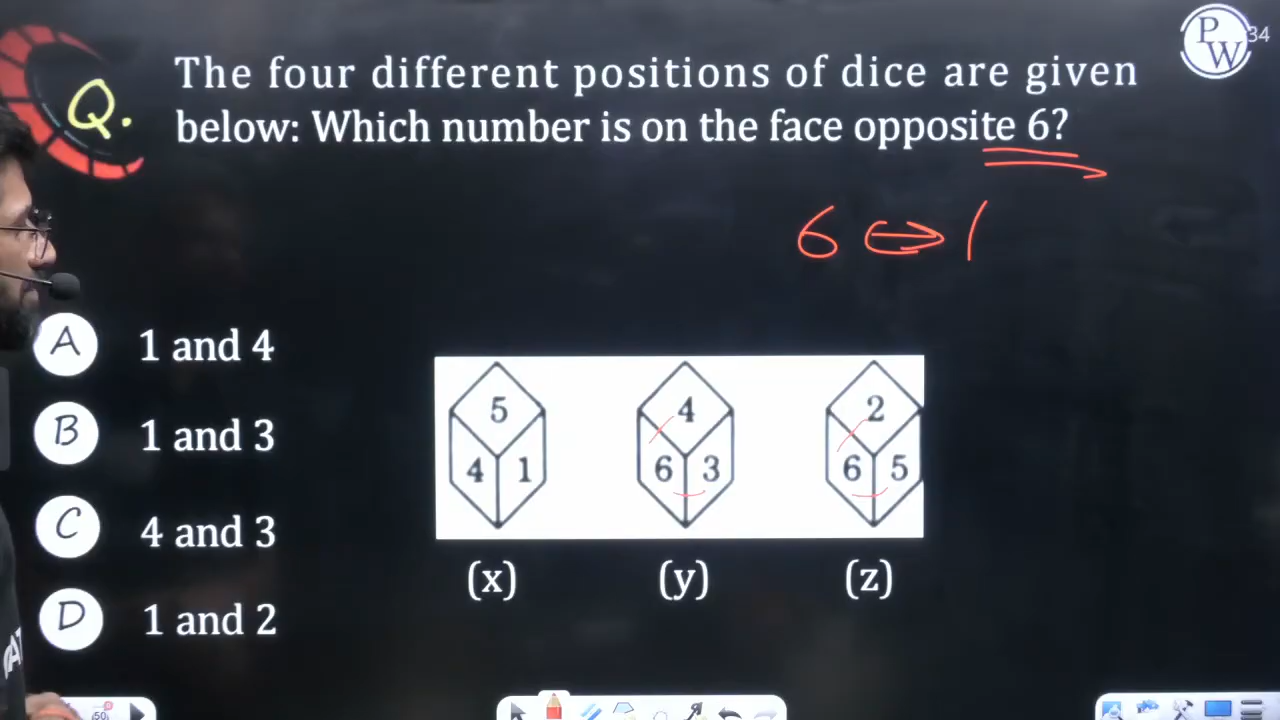 PW
34
Q.
The four different positions of dice are given
below: Which number is on the face opposite 6?
6 ↔ 1
A 1 and 4
B 1 and 3
C 4 and 3
D 1 and 2
5
4 1
4
6 3
2
6 5
(x) (y) (z)
50